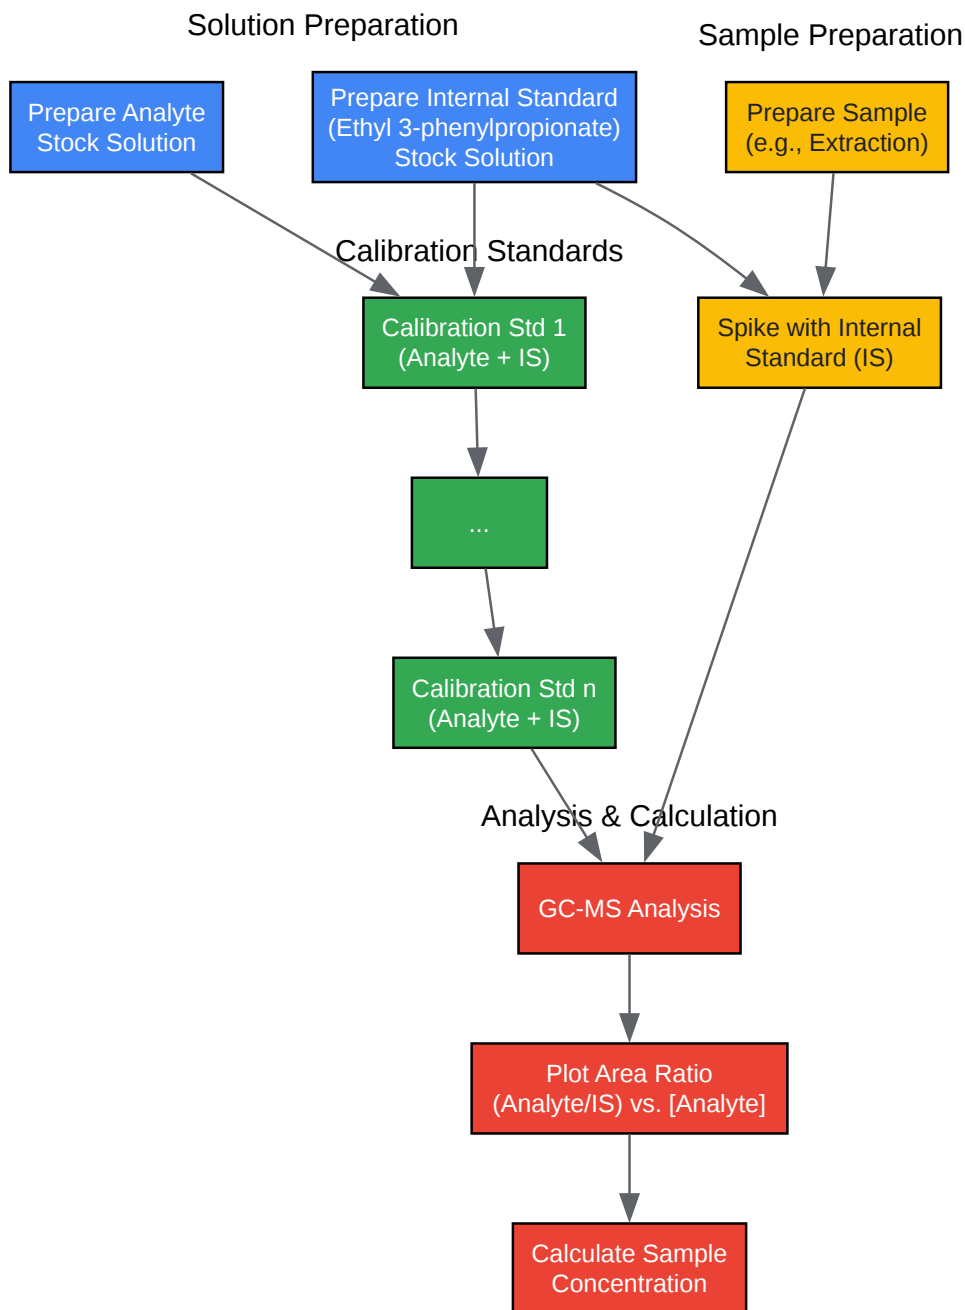 Solution Preparation
Sample Preparation
Prepare Analyte
Stock Solution
Prepare Internal Standard
(Ethyl 3-phenylpropionate)
Stock Solution
Prepare Sample
(e.g., Extraction)
Calibration Standards
Calibration Std 1
(Analyte + IS)
Spike with Internal
Standard (IS)
...
Calibration Std n
(Analyte + IS)
Analysis & Calculation
GC-MS Analysis
Plot Area Ratio
(Analyte/IS) vs. [Analyte]
Calculate Sample
Concentration